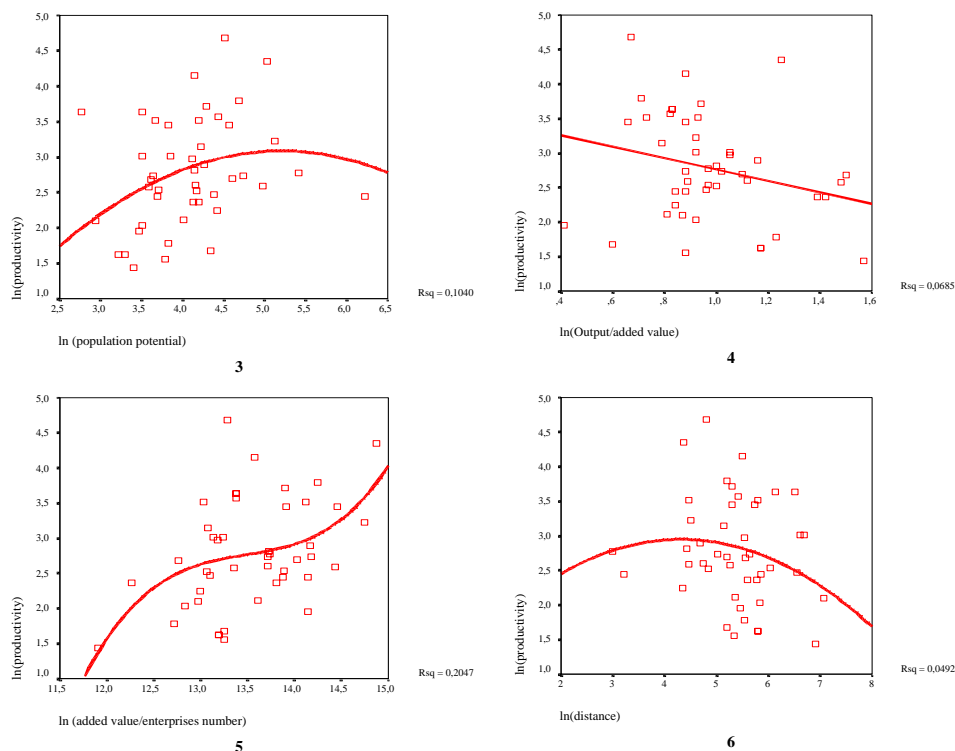 5,0
4,5
4,0
3,5
3,0
2,5
2,0
1,5
1,0
ln(productivity)
2,5 3,0 3,5 4,0 4,5 5,0 5,5 6,0 6,5
Rsq = 0,1040
ln (population potential)
3
5,0
4,5
4,0
3,5
3,0
2,5
2,0
1,5
1,0
ln(productivity)
,4 ,6 ,8 1,0 1,2 1,4 1,6
Rsq = 0,0685
ln(Output/added value)
4
5,0
4,5
4,0
3,5
3,0
2,5
2,0
1,5
1,0
ln(productivity)
11,5 12,0 12,5 13,0 13,5 14,0 14,5 15,0
Rsq = 0,2047
ln (added value/enterprises number)
5
5,0
4,5
4,0
3,5
3,0
2,5
2,0
1,5
1,0
ln(productivity)
2 3 4 5 6 7 8
Rsq = 0,0492
ln(distance)
6